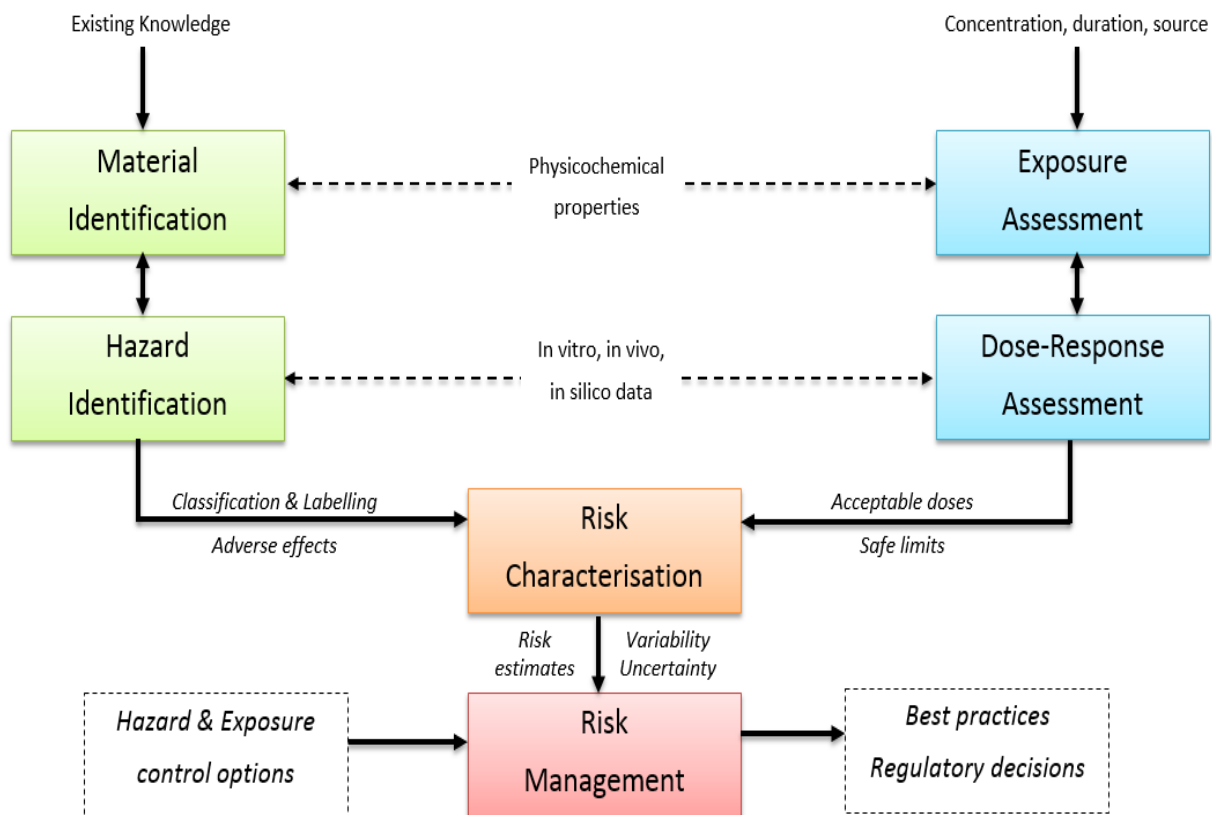 Existing Knowledge
Concentration, duration, source
Material
Identification
Physicochemical
properties
Exposure
Assessment
Hazard
Identification
In vitro, in vivo,
in silico data
Dose-Response
Assessment
Classification & Labelling
Adverse effects
Risk
Characterisation
Acceptable doses
Safe limits
Risk
estimates
Variability
Uncertainty
Hazard & Exposure
control options
Risk
Management
Best practices
Regulatory decisions